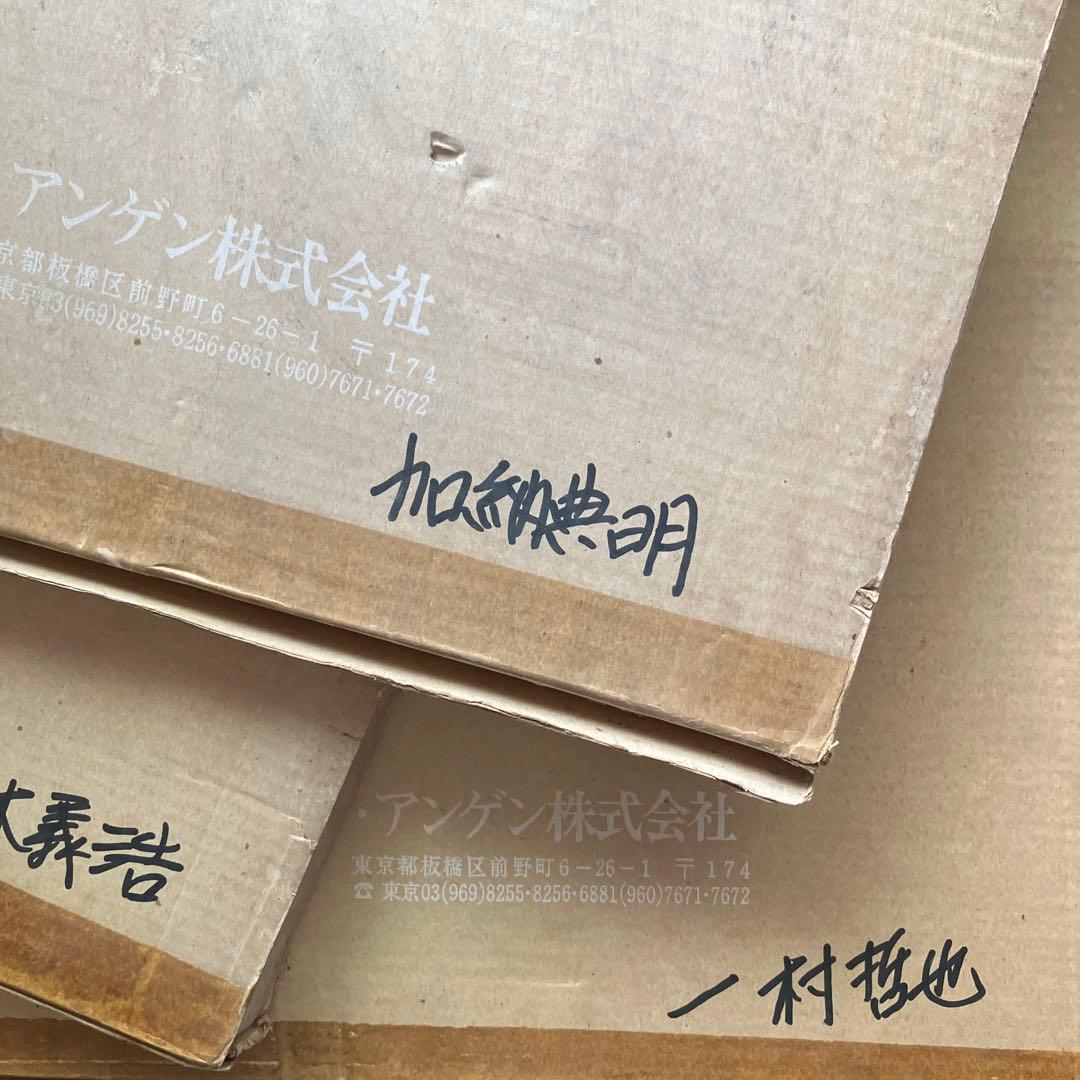 アンゲン株式会社
京都板橋区前野町6-26-1 〒174
東京☎03(969)8255・8256・6881(960)7671・7672
加納典明
義浩
・アンゲン株式会社
東京都板橋区前野町6-26-1 〒174
☎東京03(969)8255・8256・6881(960)7671・7672
一村哲也